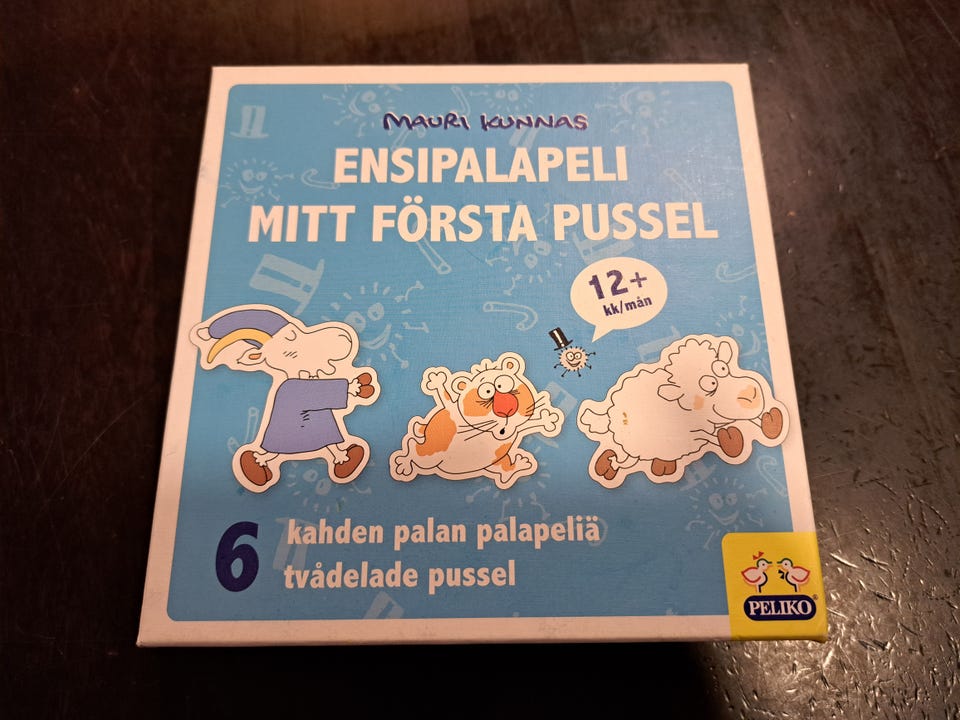 MAURI KUNNAS
ENSIPALAPELI
MITT FÖRSTA PUSSEL
12+
kk/mån
6 kahden palan palapeliä
tvådelade pussel
PELIKO®